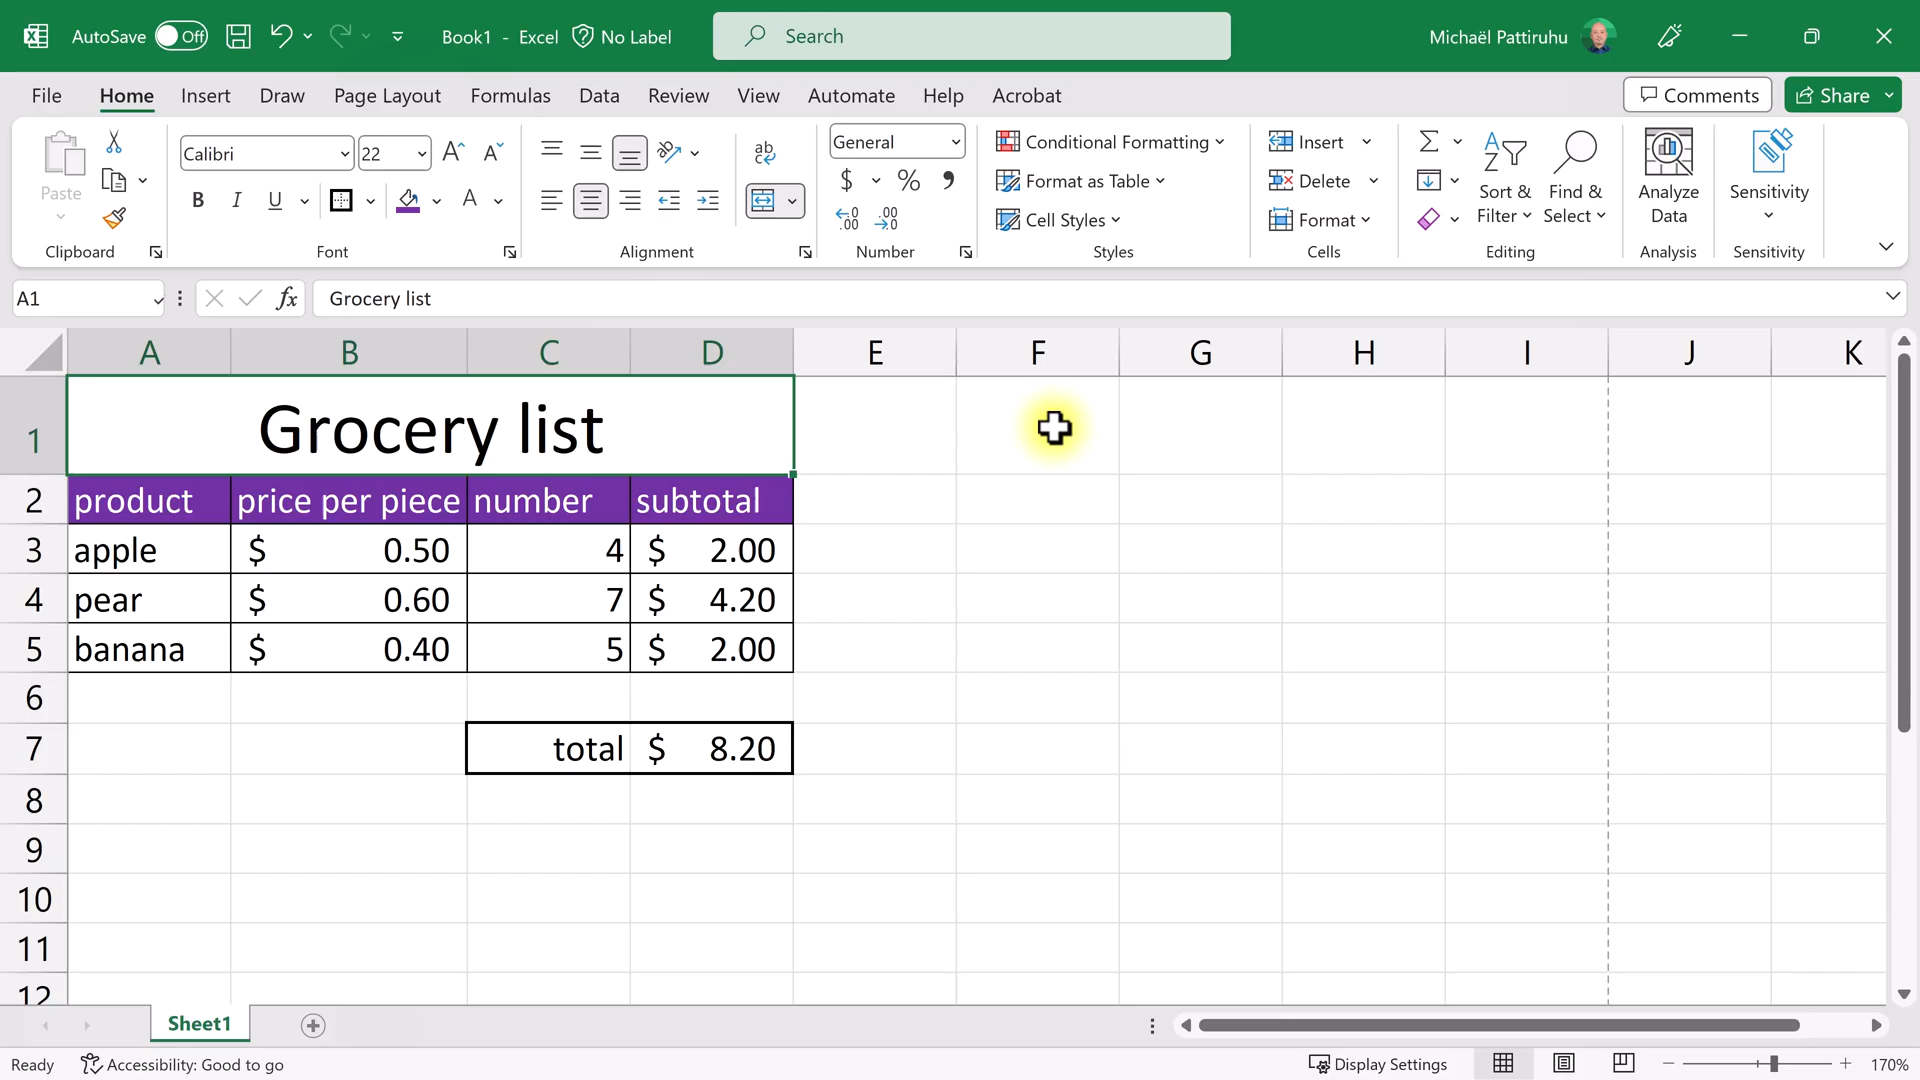 AutoSave Off Book1 - Excel No Label Search Michaël Pattiruhu
File Home Insert Draw Page Layout Formulas Data Review View Automate Help Acrobat Comments Share
Paste
Clipboard
Calibri 22
B I U A
Font
ab
c
Alignment
General
$ % 9
.00
.0
Number
Conditional Formatting
Format as Table
Cell Styles
Styles
Insert
Delete
Format
Cells
Σ
Sort &
Filter
Find &
Select
Editing
Analyze
Data
Analysis
Sensitivity
Sensitivity
A1 fx Grocery list
A B C D E F G H I J K
1 Grocery list
2 product price per piece number subtotal
3 apple $ 0.50 4 $ 2.00
4 pear $ 0.60 7 $ 4.20
5 banana $ 0.40 5 $ 2.00
6
7 total $ 8.20
8
9
10
11
12
Sheet1
Ready Accessibility: Good to go Display Settings 170%